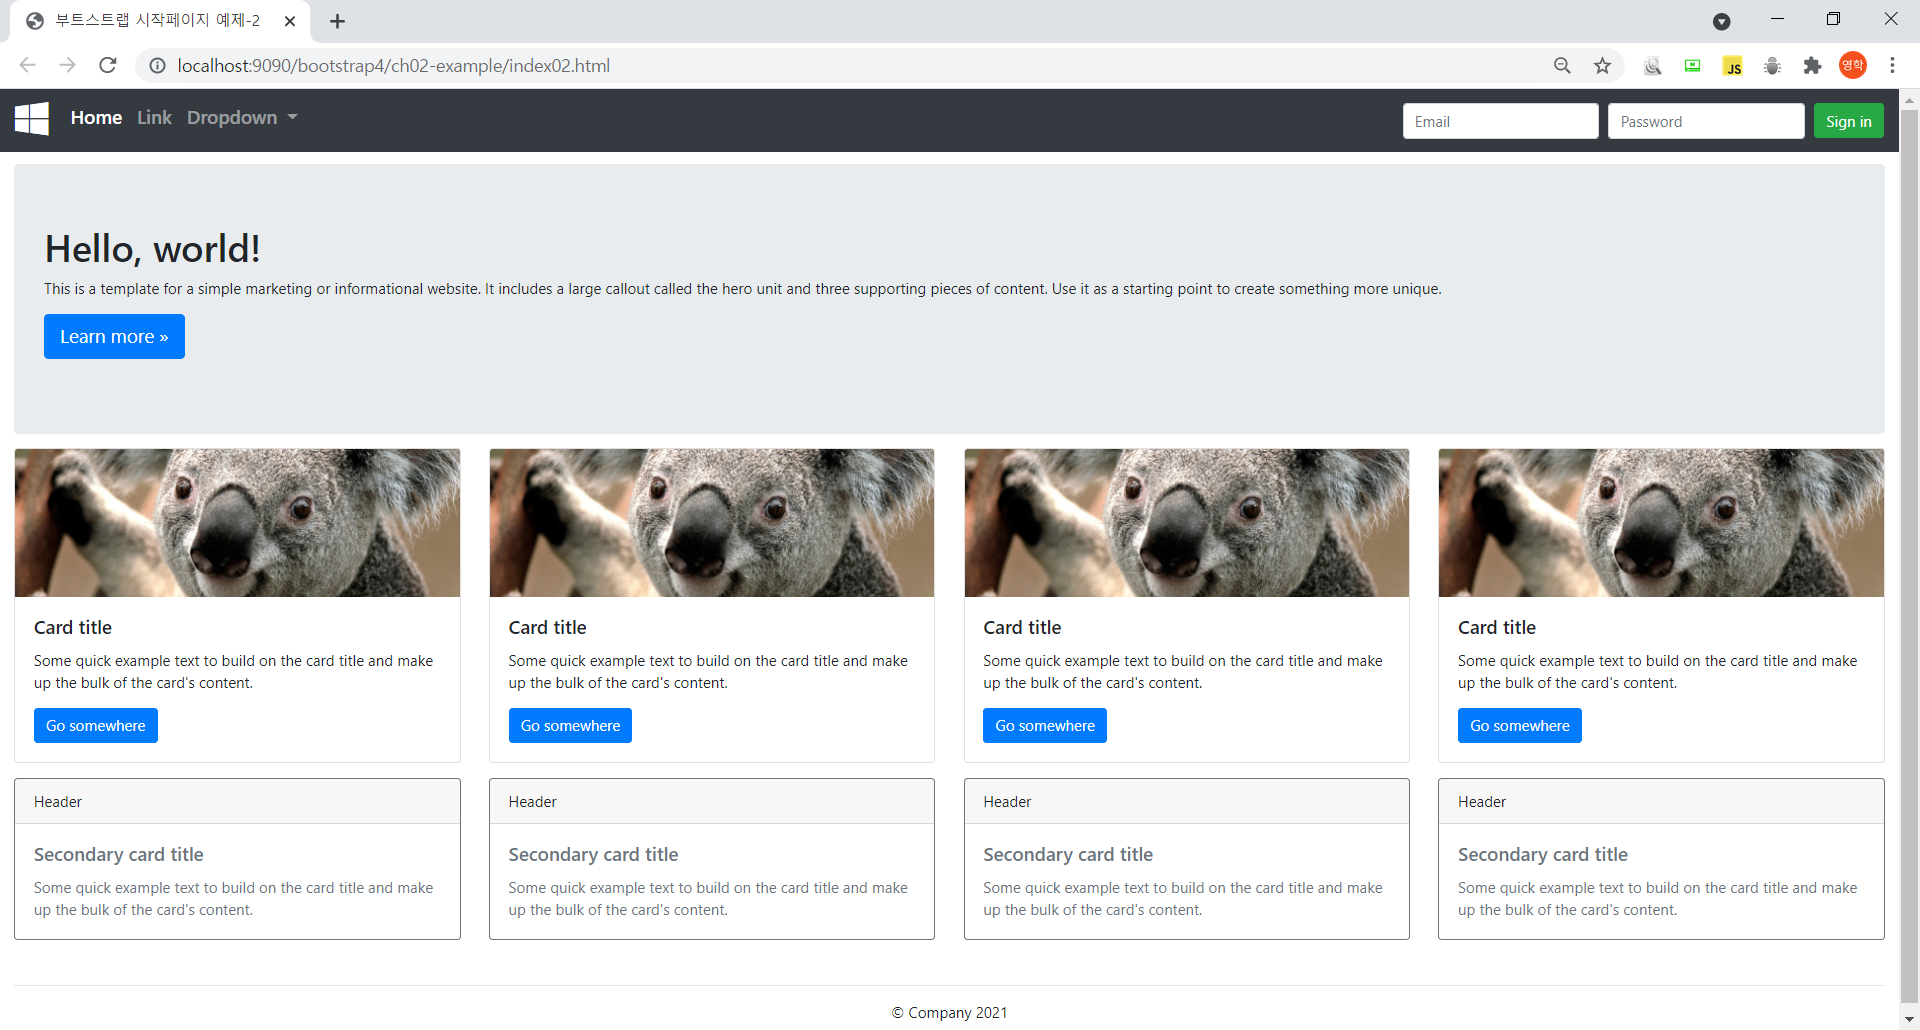 부트스트랩 시작페이지 예제-2
localhost:9090/bootstrap4/ch02-example/index02.html
N
JS
영학
Home Link Dropdown
Email Password Sign in
Hello, world!
This is a template for a simple marketing or informational website. It includes a large callout called the hero unit and three supporting pieces of content. Use it as a starting point to create something more unique.
Learn more »
Card title
Some quick example text to build on the card title and make
up the bulk of the card's content.
Go somewhere
Card title
Some quick example text to build on the card title and make
up the bulk of the card's content.
Go somewhere
Card title
Some quick example text to build on the card title and make
up the bulk of the card's content.
Go somewhere
Card title
Some quick example text to build on the card title and make
up the bulk of the card's content.
Go somewhere
Header
Secondary card title
Some quick example text to build on the card title and make
up the bulk of the card's content.
Header
Secondary card title
Some quick example text to build on the card title and make
up the bulk of the card's content.
Header
Secondary card title
Some quick example text to build on the card title and make
up the bulk of the card's content.
Header
Secondary card title
Some quick example text to build on the card title and make
up the bulk of the card's content.
© Company 2021